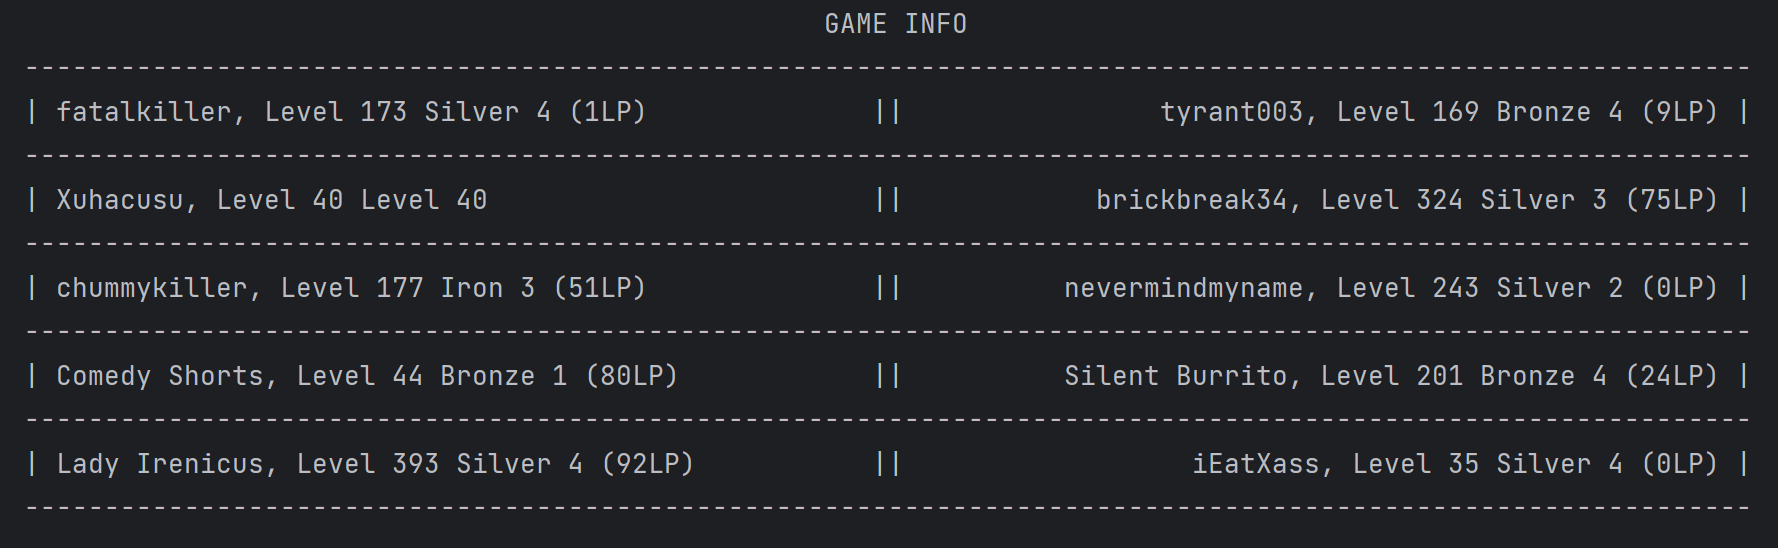 GAME INFO
------------------------------------------------------------------------------------------------------------
| fatalkiller, Level 173 Silver 4 (1LP)              ||                tyrant003, Level 169 Bronze 4 (9LP) |
------------------------------------------------------------------------------------------------------------
| Xuhacusu, Level 40 Level 40                        ||            brickbreak34, Level 324 Silver 3 (75LP) |
------------------------------------------------------------------------------------------------------------
| chummykiller, Level 177 Iron 3 (51LP)              ||          nevermindmyname, Level 243 Silver 2 (0LP) |
------------------------------------------------------------------------------------------------------------
| Comedy Shorts, Level 44 Bronze 1 (80LP)            ||          Silent Burrito, Level 201 Bronze 4 (24LP) |
------------------------------------------------------------------------------------------------------------
| Lady Irenicus, Level 393 Silver 4 (92LP)           ||                  iEatXass, Level 35 Silver 4 (0LP) |
------------------------------------------------------------------------------------------------------------